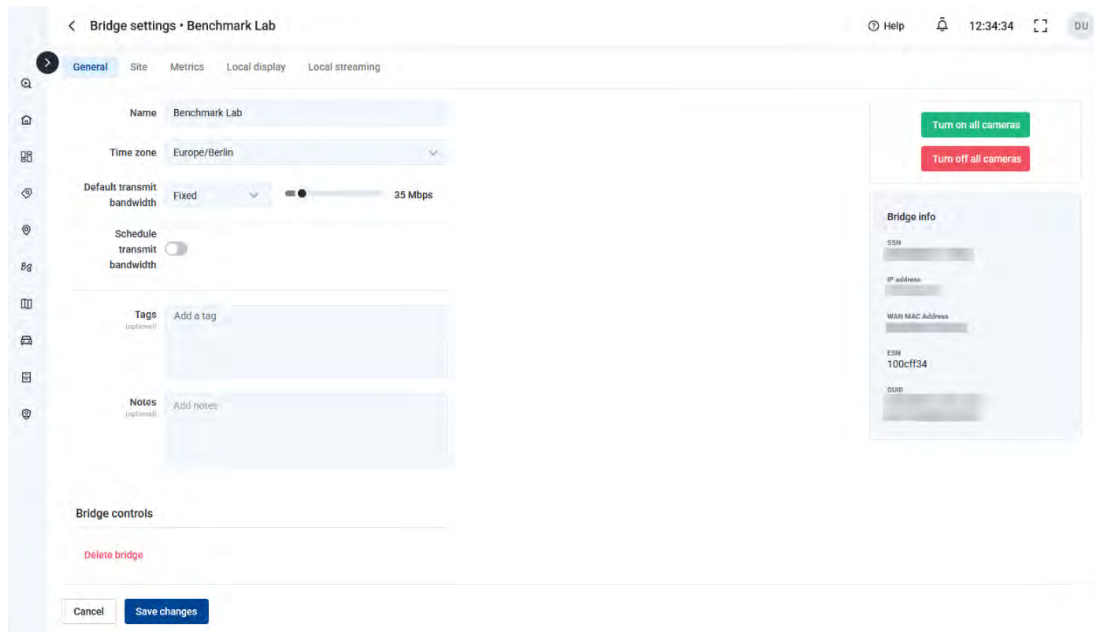 Bridge settings • Benchmark Lab
Help
12:34:34
DU
General
Site
Metrics
Local display
Local streaming
Name
Benchmark Lab
Time zone
Europe/Berlin
Default transmit
bandwidth
Fixed
35 Mbps
Schedule
transmit
bandwidth
Tags
(optional)
Add a tag
Notes
(optional)
Add notes
Bridge controls
Delete bridge
Cancel
Save changes
Turn on all cameras
Turn off all cameras
Bridge info
SSN
IP address
WAN MAC Address
ESN
100cff34
GUID